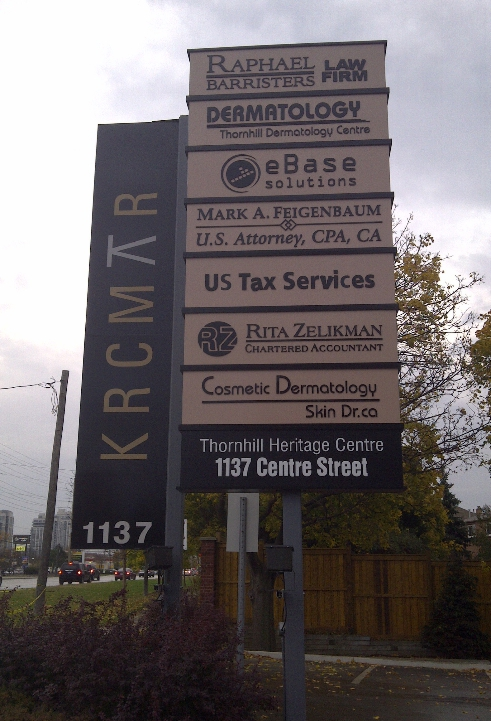 KRCMAR
1137
RAPHAEL
BARRISTERS
LAW
FIRM
DERMATOLOGY
Thornhill Dermatology Centre
eBase
solutions
MARK A. FEIGENBAUM
U.S. Attorney, CPA, CA
US Tax Services
RZ
RITA ZELIKMAN
CHARTERED ACCOUNTANT
Cosmetic Dermatology
Skin Dr.ca
Thornhill Heritage Centre
1137 Centre Street